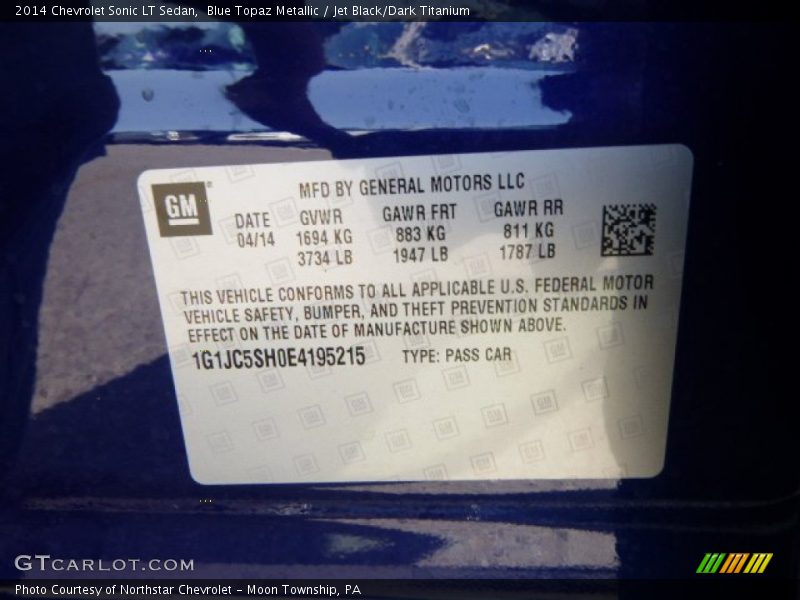 2014 Chevrolet Sonic LT Sedan,  Blue Topaz Metallic / Jet Black/Dark Titanium
GM
MFD BY GENERAL MOTORS LLC
DATE GVWR GAWR FRT GAWR RR
04/14 1694 KG 883 KG 811 KG
3734 LB 1947 LB 1787 LB
THIS VEHICLE CONFORMS TO ALL APPLICABLE U.S. FEDERAL MOTOR
VEHICLE SAFETY, BUMPER, AND THEFT PREVENTION STANDARDS IN
EFFECT ON THE DATE OF MANUFACTURE SHOWN ABOVE.
1G1JC5SH0E4195215 TYPE: PASS CAR
GTCARLOT.COM
Photo Courtesy of Northstar Chevrolet - Moon Township, PA